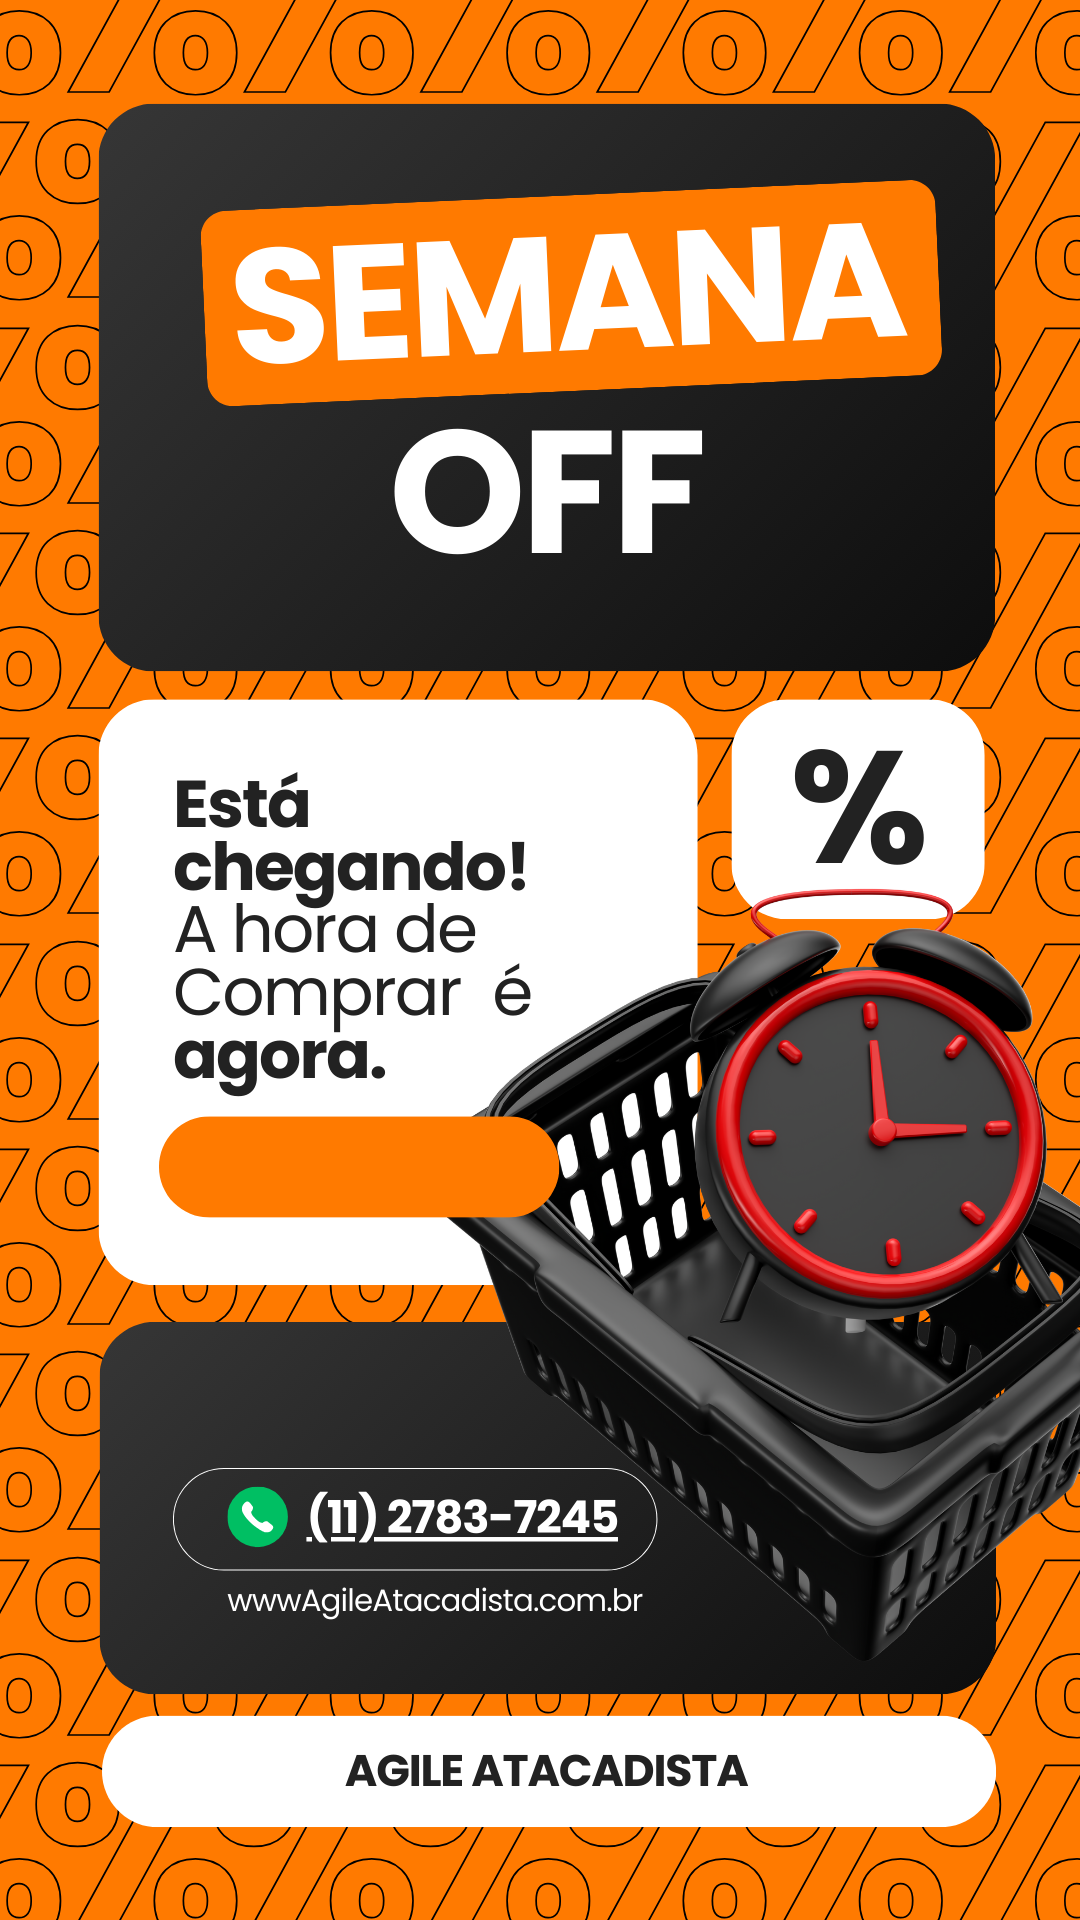 SEMANA
OFF
Está
chegando!
A hora de
Comprar é
agora.
%
(11) 2783-7245
wwwAgileAtacadista.com.br
AGILE ATACADISTA